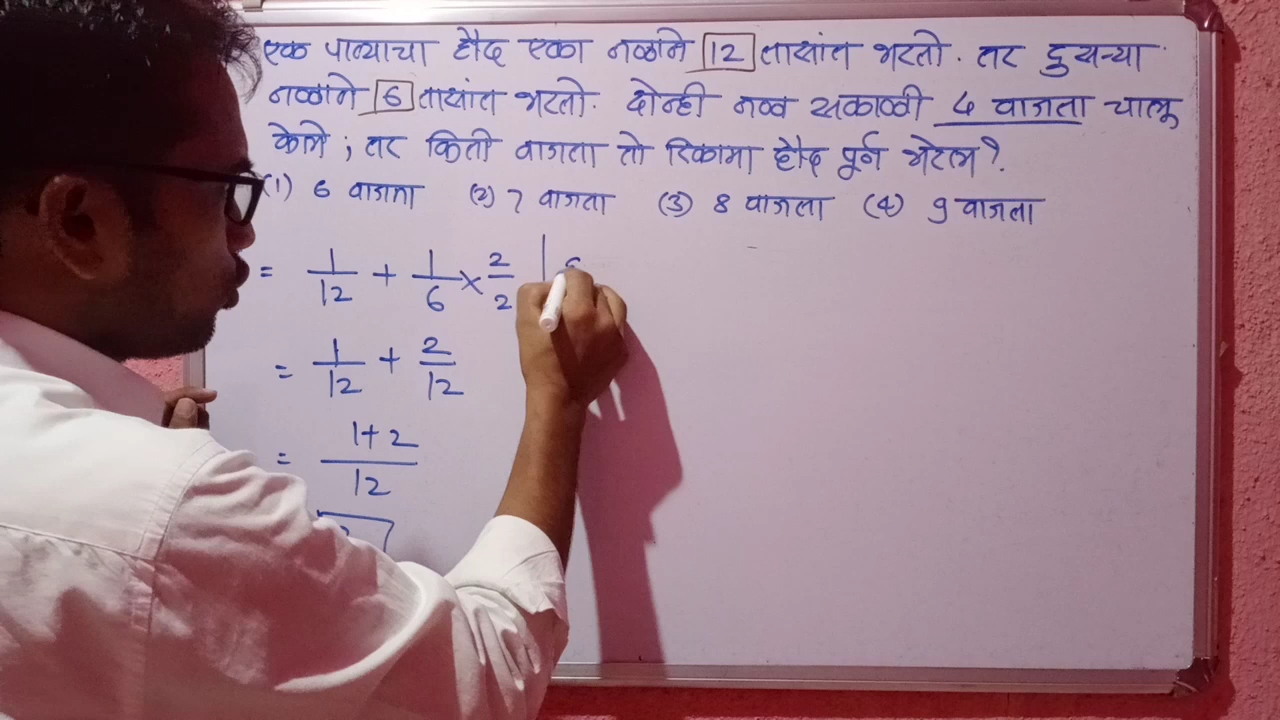 एक पाण्याचा हौद एका नळाने 12 तासांत भरतो. तर दुसऱ्या
नळाने 6 तासांत भरतो. दोन्ही नळ सकाळी 4 वाजता चालू
केले ; तर किती वाजता तो रिकामा हौद पूर्ण भरेल ?
(1) 6 वाजता (2) 7 वाजता (3) 8 वाजता (4) 9 वाजता
= 1/12 + 1/6 × 2/2
= 1/12 + 2/12
= 1+2/12